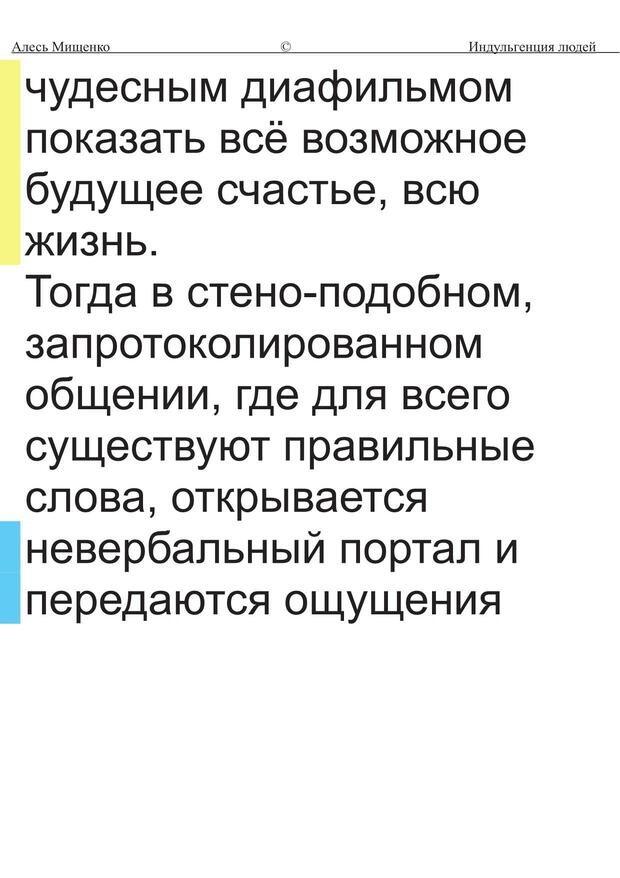 Алесь Мищенко © Индульгенция людей
чудесным диафильмом
показать всё возможное
будущее счастье, всю
жизнь.
Тогда в стено-подобном,
запротоколированном
общении, где для всего
существуют правильные
слова, открывается
невербальный портал и
передаются ощущения